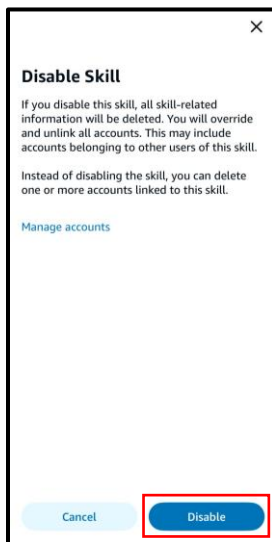 Disable Skill
If you disable this skill, all skill-related
information will be deleted. You will override
and unlink all accounts. This may include
accounts belonging to other users of this skill.
Instead of disabling the skill, you can delete
one or more accounts linked to this skill.
Manage accounts
Cancel Disable